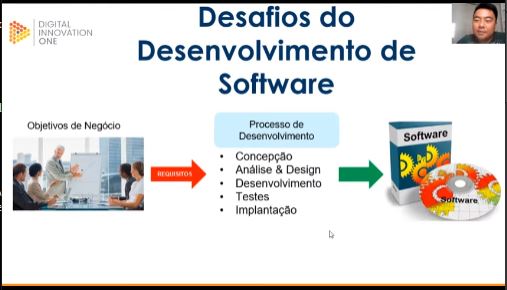 DIGITAL
INNOVATION
ONE
Desafios do
Desenvolvimento de
Software
Objetivos de Negócio
REQUISITOS
Processo de
Desenvolvimento
• Concepção
• Análise & Design
• Desenvolvimento
• Testes
• Implantação
Software
Software